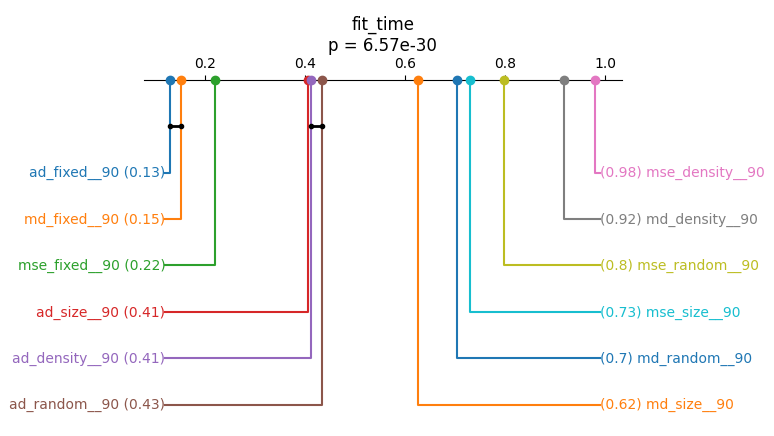 fit_time
p = 6.57e-30
0.2 0.4 0.6 0.8 1.0
ad_fixed__90 (0.13)
(0.98) mse_density__90
md_fixed__90 (0.15)
(0.92) md_density__90
mse_fixed__90 (0.22)
(0.8) mse_random__90
ad_size__90 (0.41)
(0.73) mse_size__90
ad_density__90 (0.41)
(0.7) md_random__90
ad_random__90 (0.43)
(0.62) md_size__90